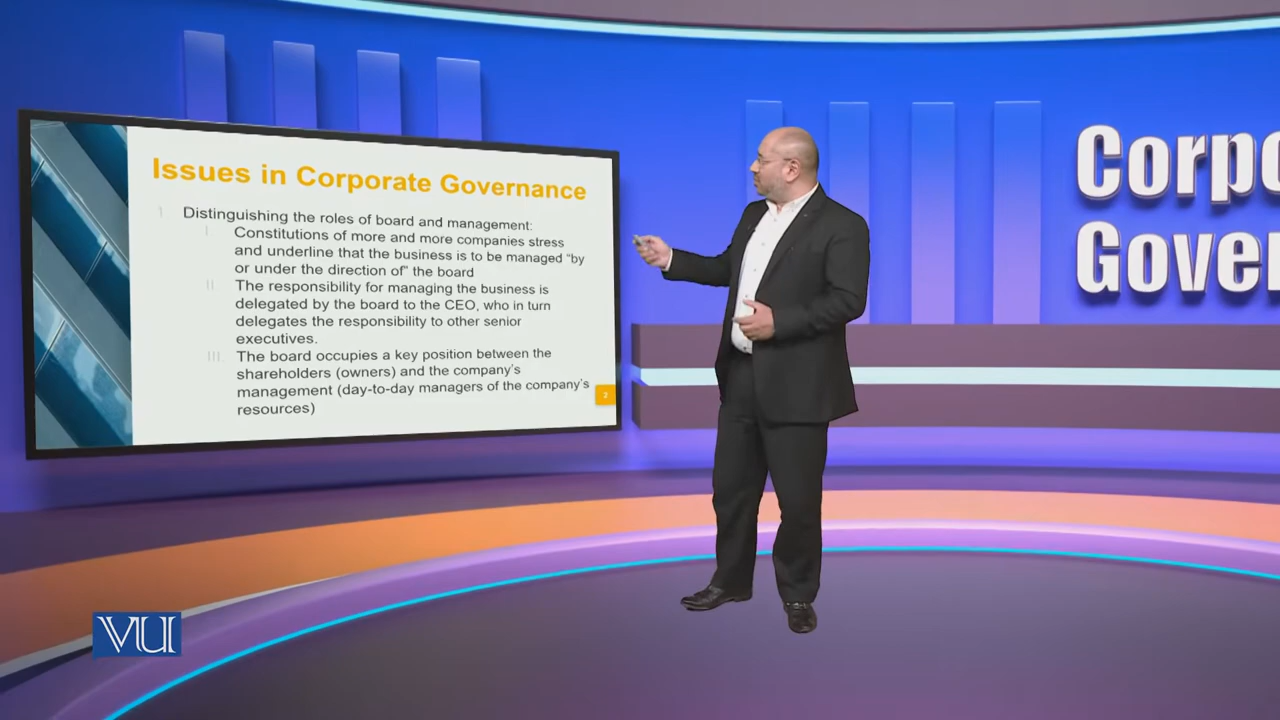 Issues in Corporate Governance
1 Distinguishing the roles of board and management:
I. Constitutions of more and more companies stress
and underline that the business is to be managed “by
or under the direction of” the board
II. The responsibility for managing the business is
delegated by the board to the CEO, who in turn
delegates the responsibility to other senior
executives.
III. The board occupies a key position between the
shareholders (owners) and the company's
management (day-to-day managers of the company's
resources)
2
Corpo
Gover
VU